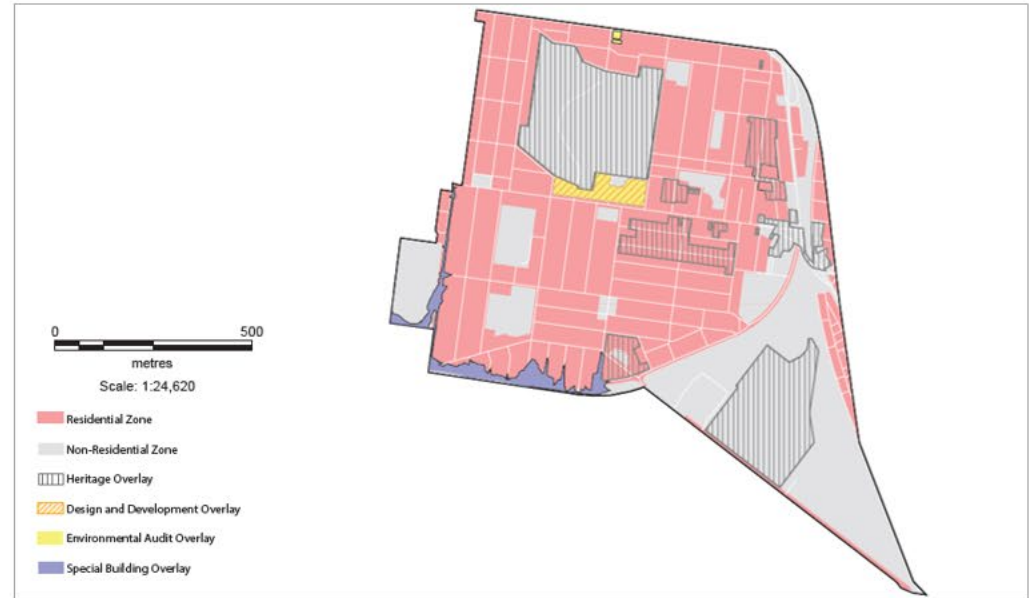 0 500
metres
Scale: 1:24,620
Residential Zone
Non-Residential Zone
Heritage Overlay
Design and Development Overlay
Environmental Audit Overlay
Special Building Overlay